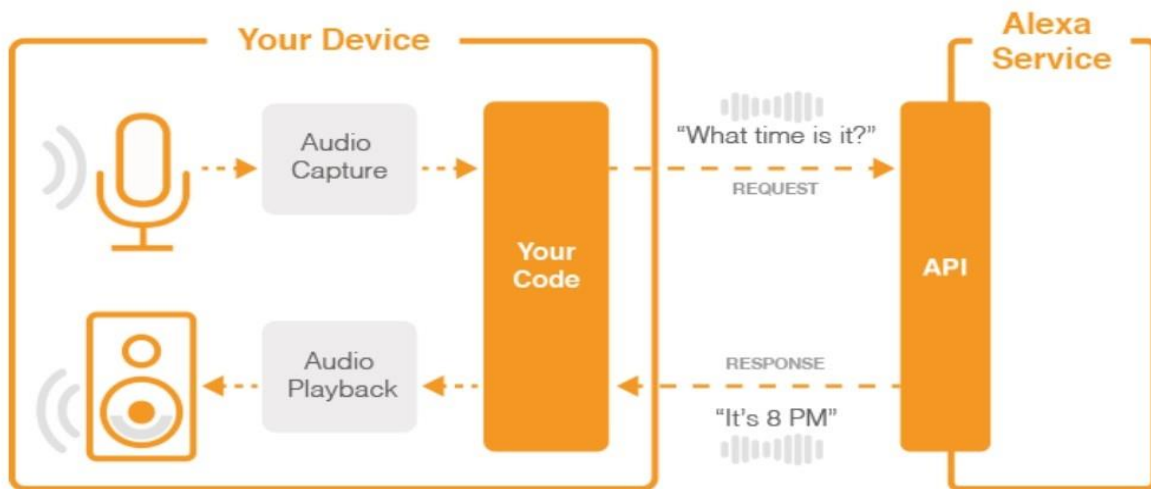 Your Device
Alexa
Service
Audio
Capture
Your
Code
"What time is it?"
REQUEST
API
Audio
Playback
RESPONSE
"It's 8 PM"